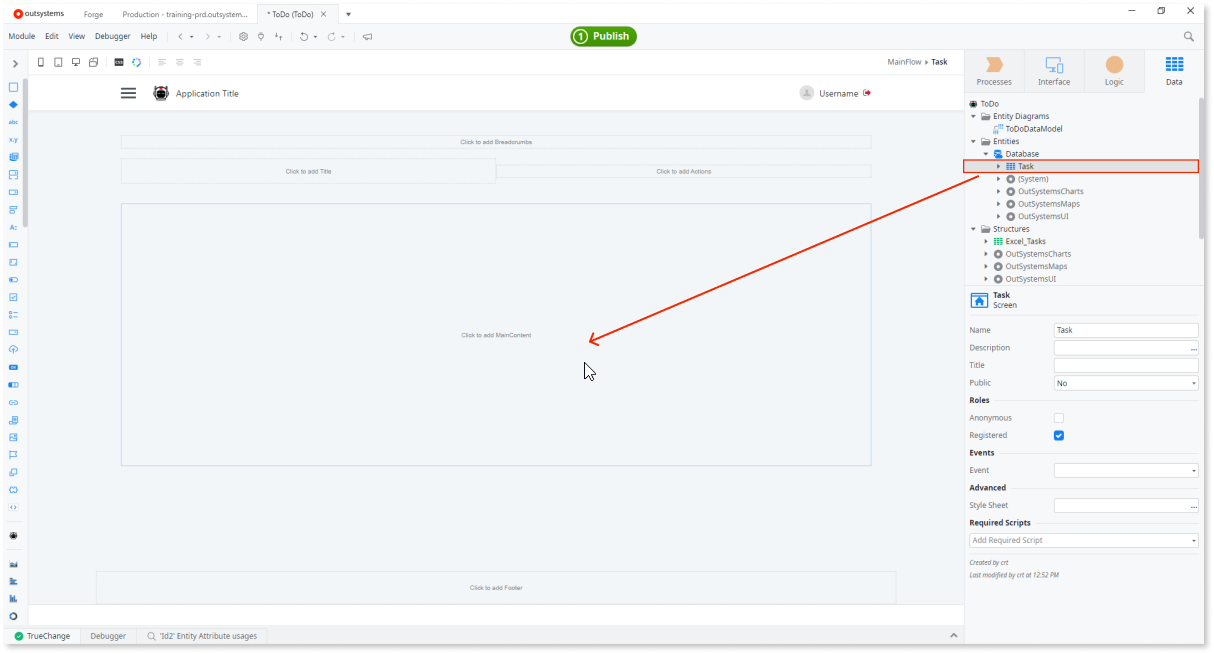 outsystems
Forge
Production - training-prd.outsystem...
* ToDo (ToDo)
Module Edit View Debugger Help
1 Publish
MainFlow Task
Processes Interface Logic Data
Application Title
Username
Click to add Breadcrumbs
Click to add Title
Click to add Actions
Click to add MainContent
Click to add Footer
ToDo
Entity Diagrams
ToDoDataModel
Entities
Database
Task
(System)
OutSystemsCharts
OutSystemsMaps
OutSystemsUI
Structures
Excel_Tasks
OutSystemsCharts
OutSystemsMaps
OutSystemsUI
Task
Screen
Name Task
Description ...
Title
Public No
Roles
Anonymous
Registered
Events
Event
Advanced
Style Sheet ...
Required Scripts
Add Required Script
Created by crt
Last modified by crt at 12:52 PM
abc
x,y
TrueChange
Debugger
'Id2' Entity Attribute usages